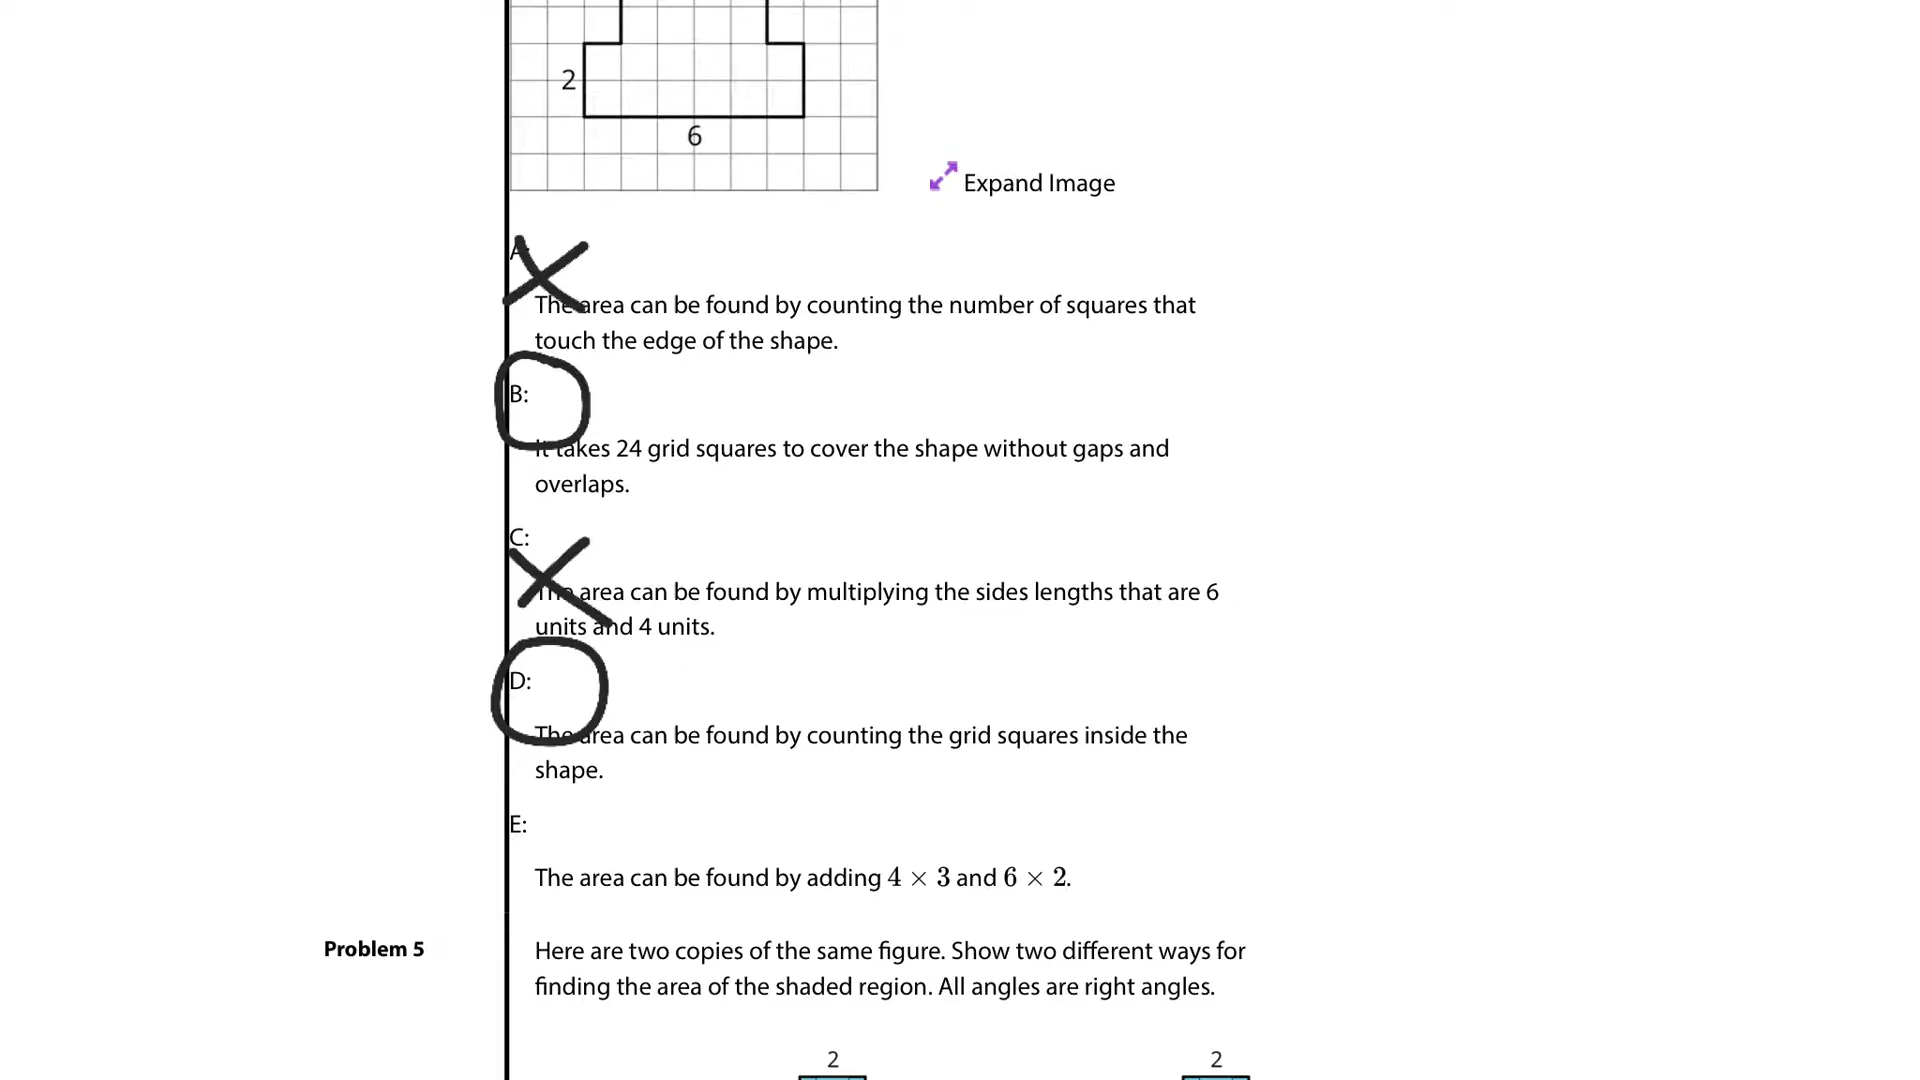 2
6
Expand Image
A:
The area can be found by counting the number of squares that
touch the edge of the shape.
B:
It takes 24 grid squares to cover the shape without gaps and
overlaps.
C:
The area can be found by multiplying the sides lengths that are 6
units and 4 units.
D:
The area can be found by counting the grid squares inside the
shape.
E:
The area can be found by adding 4 × 3 and 6 × 2.
Problem 5
Here are two copies of the same figure. Show two different ways for
finding the area of the shaded region. All angles are right angles.
2 2